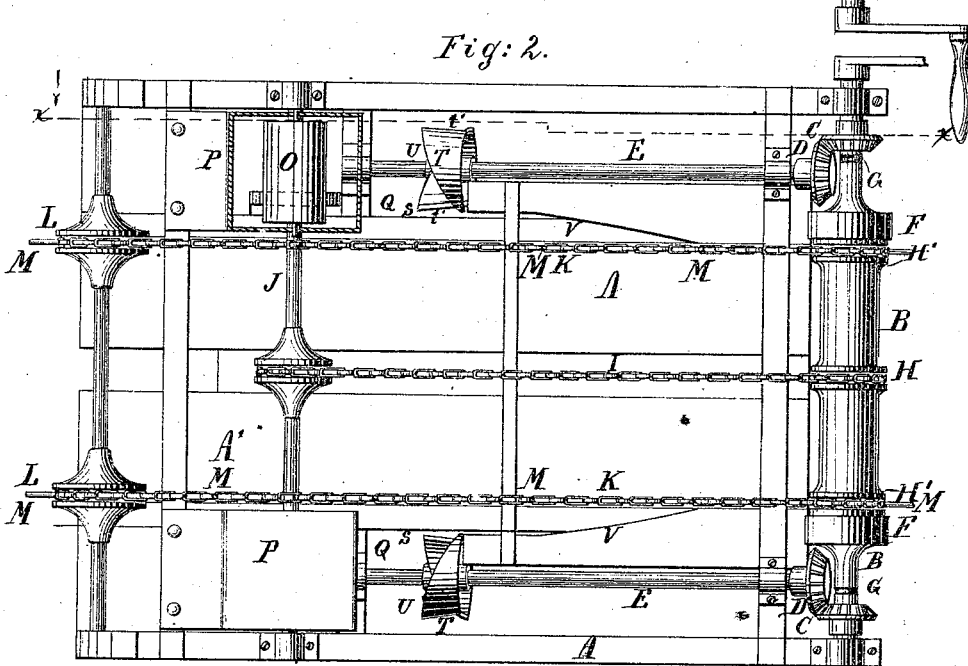 Fig: 2.
x x
C
P O U T t' E D G
Q S t' F
L V
M M K M H'
J A B
I H
A'
L M M K H' M
M F
P Q S V B
U E D G
T C
A